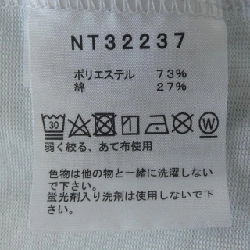 NT32237
ポリエステル 73%
綿 27%
30 W
弱く絞る、あて布使用
色物は他の物と一緒に洗濯しない
で下さい。
蛍光剤入り洗剤は使用しないで下
さい。